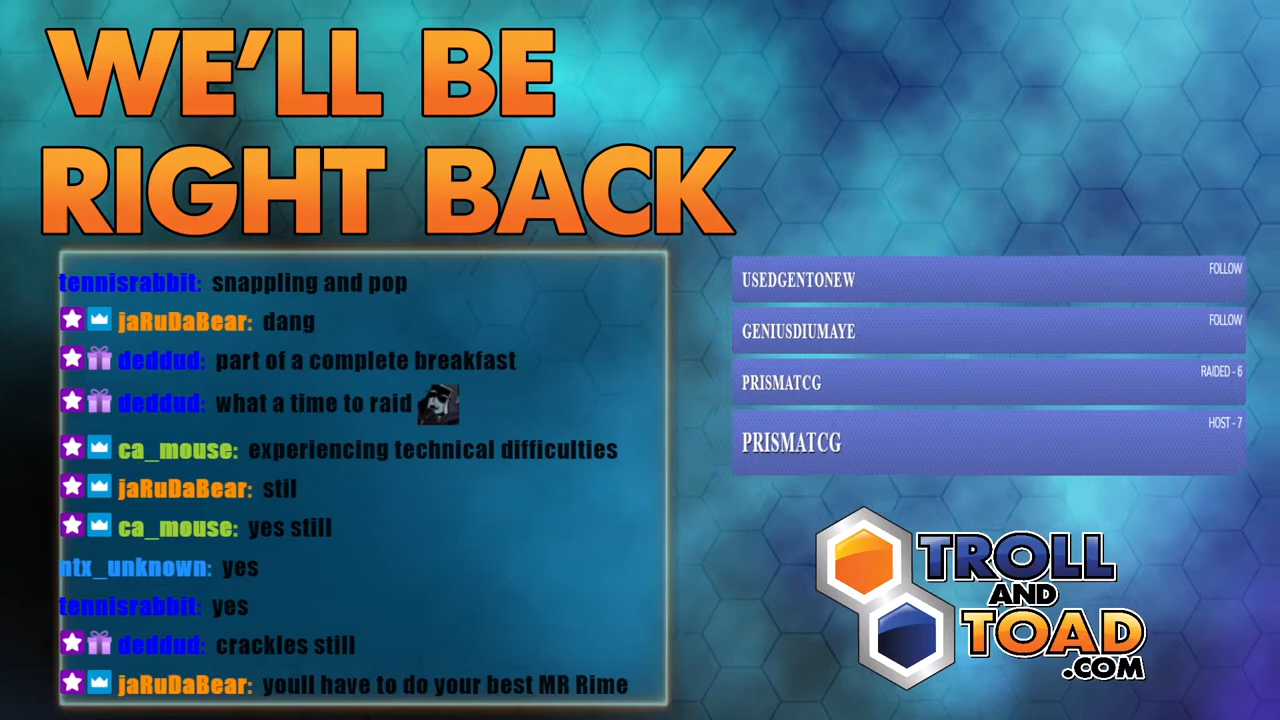 WE'LL BE
RIGHT BACK
tennisrabbit: snappling and pop
jaRuDaBear: dang
deddud: part of a complete breakfast
deddud: what a time to raid
ca_mouse: experiencing technical difficulties
jaRuDaBear: stil
ca_mouse: yes still
ntx_unknown: yes
tennisrabbit: yes
deddud: crackles still
jaRuDaBear: youll have to do your best MR Rime
USEDGENTONEW FOLLOW
GENIUSDIUMAYE FOLLOW
PRISMATCG RAIDED - 6
PRISMATCG HOST - 7
TROLL
AND
TOAD
.COM